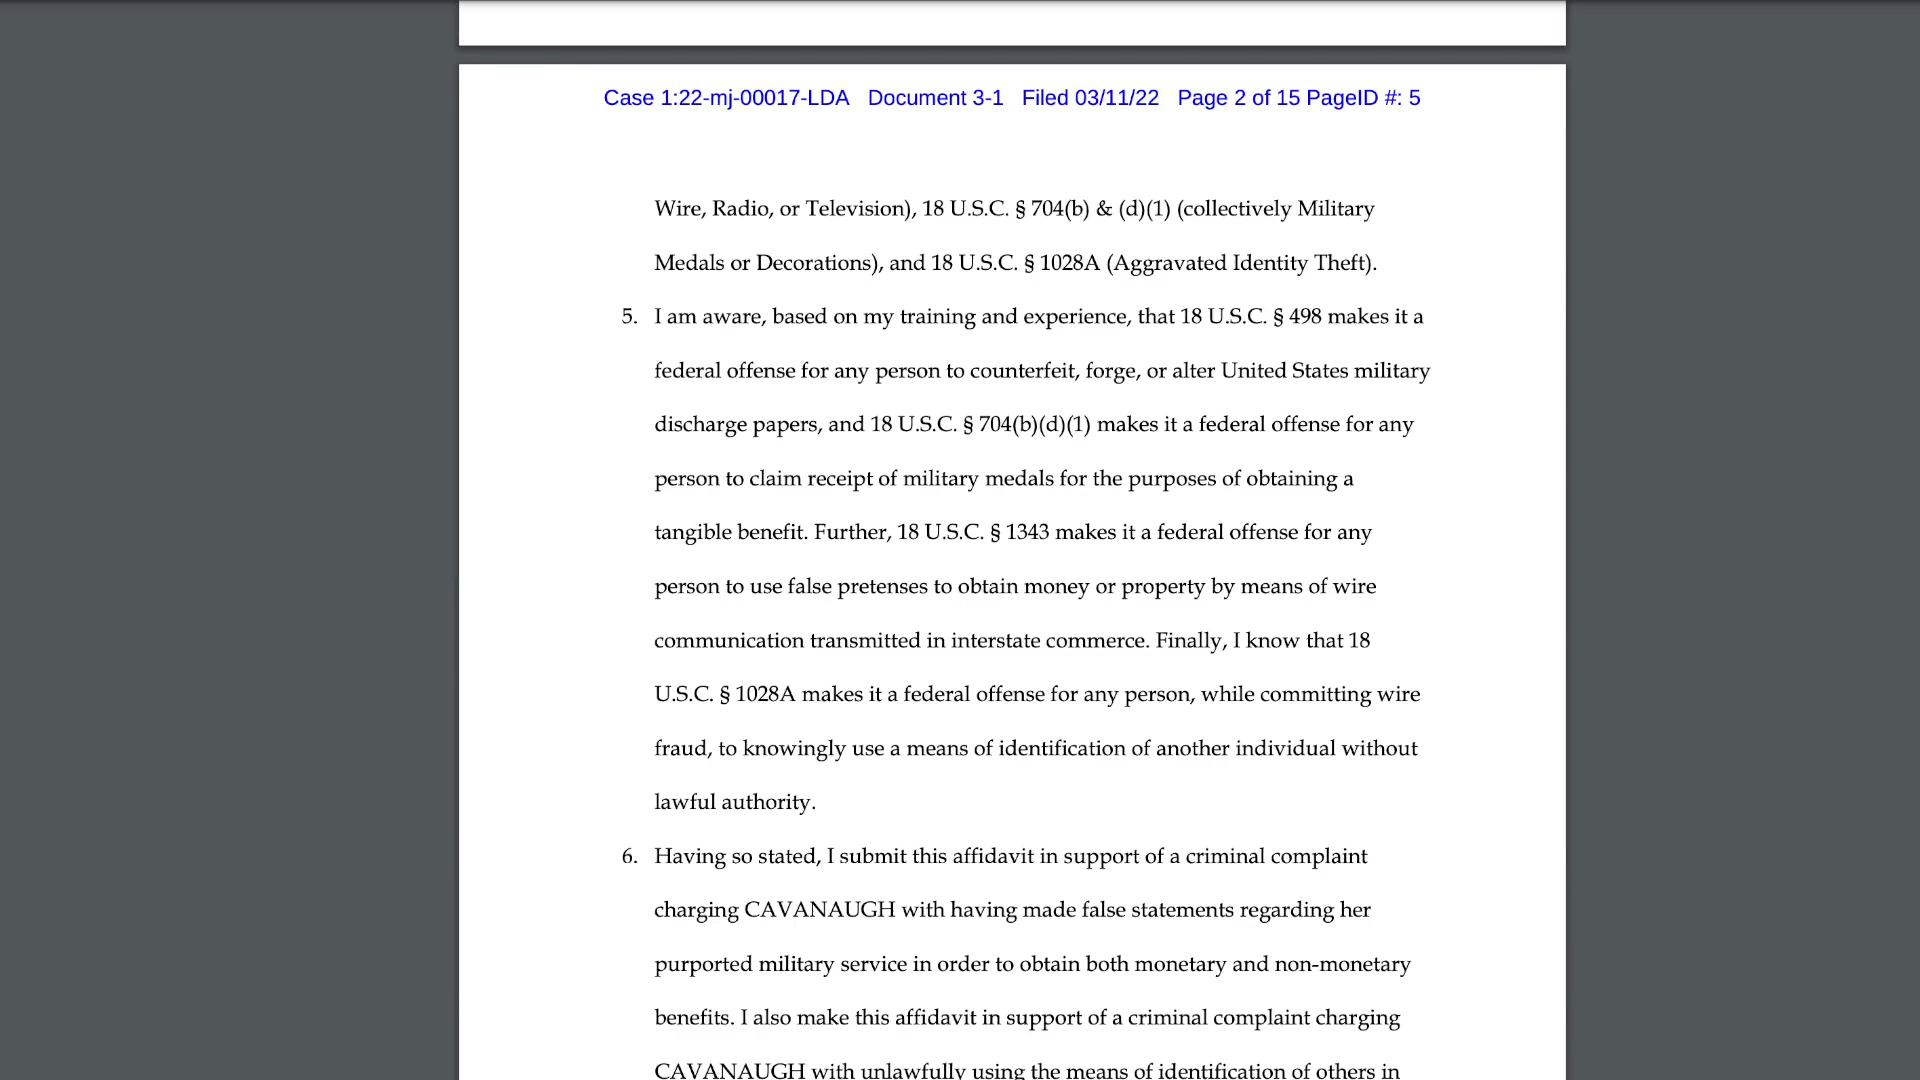 Case 1:22-mj-00017-LDA Document 3-1 Filed 03/11/22 Page 2 of 15 PageID #: 5
Wire, Radio, or Television), 18 U.S.C. § 704(b) & (d)(1) (collectively Military
Medals or Decorations), and 18 U.S.C. § 1028A (Aggravated Identity Theft).
5. I am aware, based on my training and experience, that 18 U.S.C. § 498 makes it a
federal offense for any person to counterfeit, forge, or alter United States military
discharge papers, and 18 U.S.C. § 704(b)(d)(1) makes it a federal offense for any
person to claim receipt of military medals for the purposes of obtaining a
tangible benefit. Further, 18 U.S.C. § 1343 makes it a federal offense for any
person to use false pretenses to obtain money or property by means of wire
communication transmitted in interstate commerce. Finally, I know that 18
U.S.C. § 1028A makes it a federal offense for any person, while committing wire
fraud, to knowingly use a means of identification of another individual without
lawful authority.
6. Having so stated, I submit this affidavit in support of a criminal complaint
charging CAVANAUGH with having made false statements regarding her
purported military service in order to obtain both monetary and non-monetary
benefits. I also make this affidavit in support of a criminal complaint charging
CAVANAUGH with unlawfully using the means of identification of others in